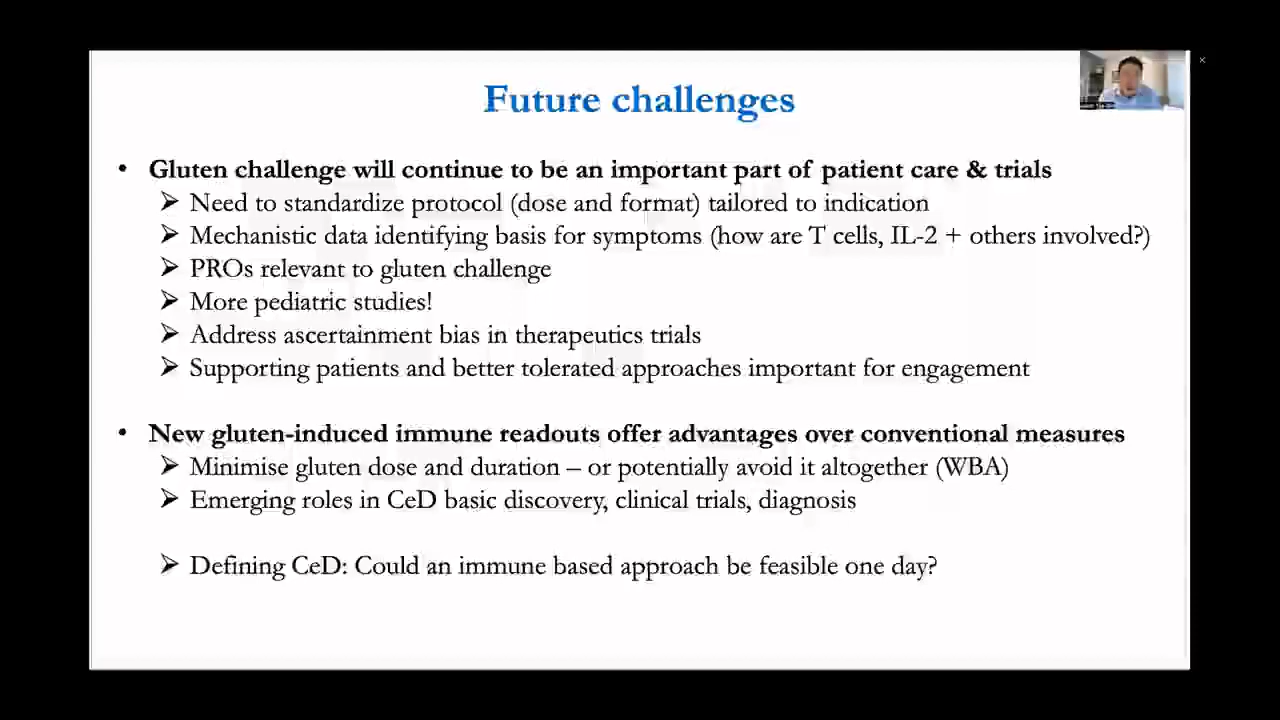 Future challenges
• Gluten challenge will continue to be an important part of patient care & trials
➢ Need to standardize protocol (dose and format) tailored to indication
➢ Mechanistic data identifying basis for symptoms (how are T cells, IL-2 + others involved?)
➢ PROs relevant to gluten challenge
➢ More pediatric studies!
➢ Address ascertainment bias in therapeutics trials
➢ Supporting patients and better tolerated approaches important for engagement
• New gluten-induced immune readouts offer advantages over conventional measures
➢ Minimise gluten dose and duration – or potentially avoid it altogether (WBA)
➢ Emerging roles in CeD basic discovery, clinical trials, diagnosis
➢ Defining CeD: Could an immune based approach be feasible one day?